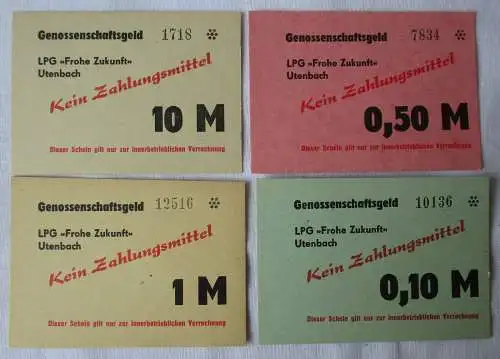 Genossenschaftsgeld 1718
LPG »Frohe Zukunft«
Utenbach
Kein Zahlungsmittel
10 M
Dieser Schein gilt nur zur innerbetrieblichen Verrechnung
Genossenschaftsgeld 7834
LPG »Frohe Zukunft«
Utenbach
Kein Zahlungsmittel
0,50 M
Dieser Schein gilt nur zur innerbetrieblichen Verrechnung
Genossenschaftsgeld 12516
LPG »Frohe Zukunft«
Utenbach
Kein Zahlungsmittel
1 M
Dieser Schein gilt nur zur innerbetrieblichen Verrechnung
Genossenschaftsgeld 10136
LPG »Frohe Zukunft«
Utenbach
Kein Zahlungsmittel
0,10 M
Dieser Schein gilt nur zur innerbetrieblichen Verrechnung